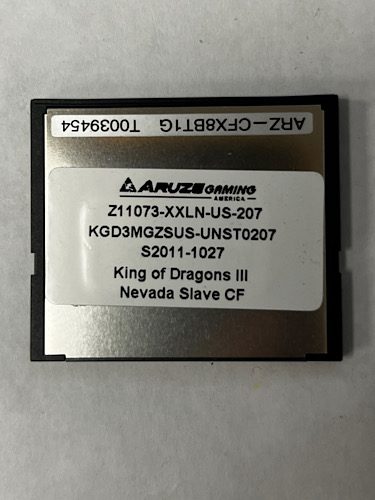 ARZ-CFX8BT1G T0039454
ARUZE GAMING
AMERICA
Z11073-XXLN-US-207
KGD3MGZSUS-UNST0207
S2011-1027
King of Dragons III
Nevada Slave CF